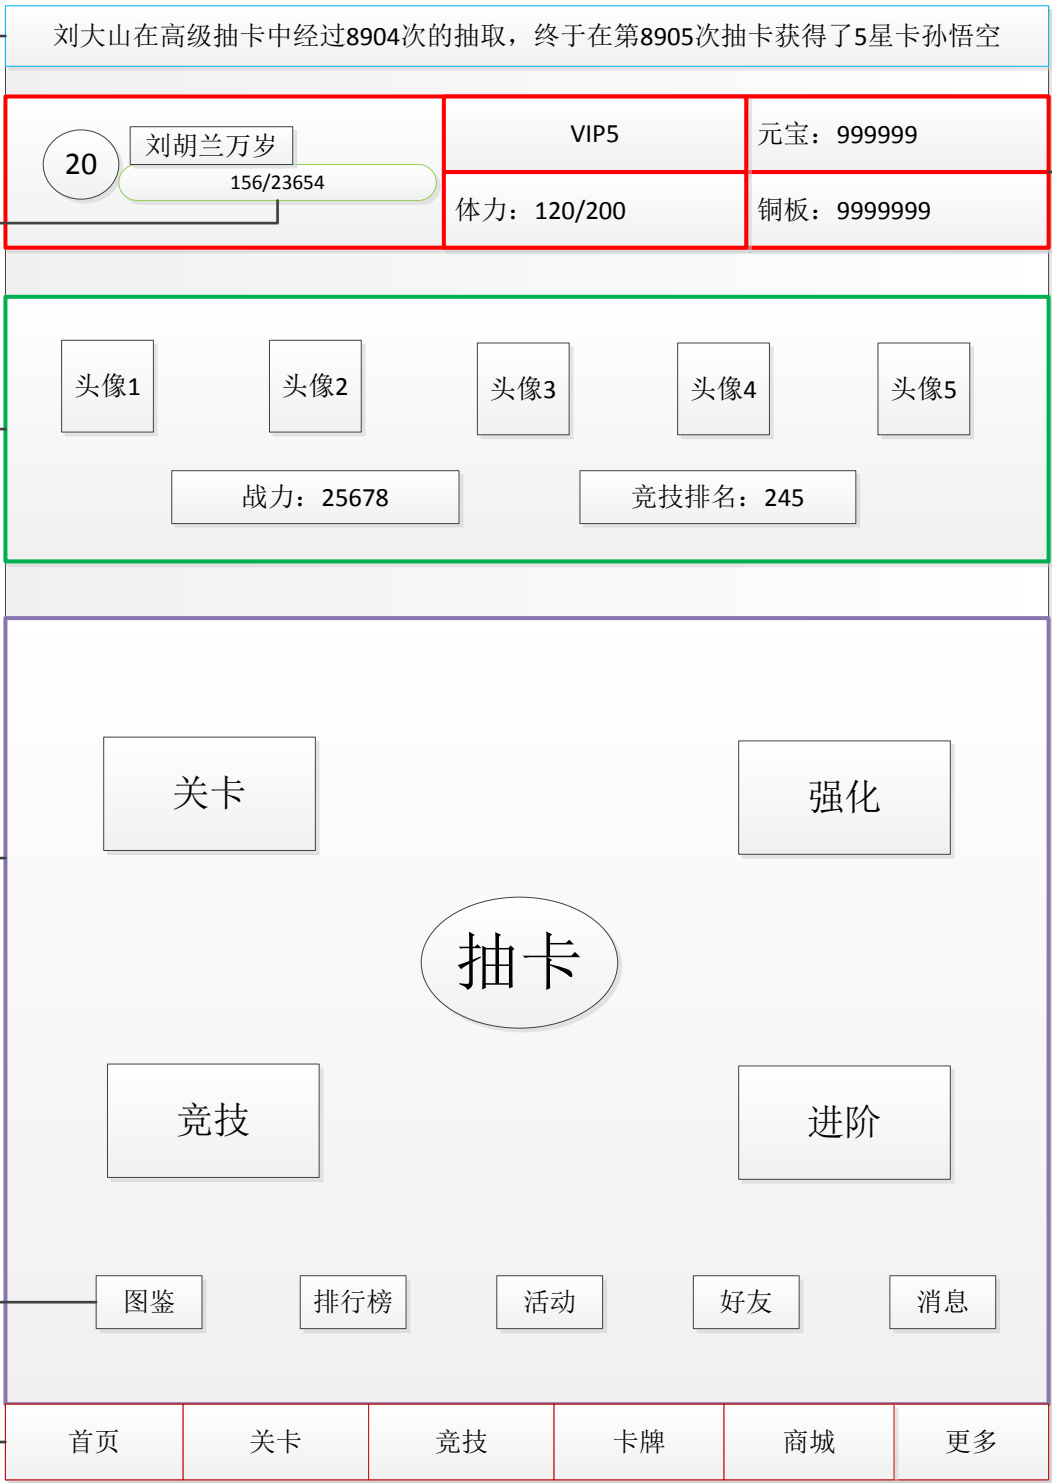 刘大山在高级抽卡中经过8904次的抽取，终于在第8905次抽卡获得了5星卡孙悟空
20
刘胡兰万岁
156/23654
VIP5
元宝：999999
体力：120/200
铜板：9999999
头像1
头像2
头像3
头像4
头像5
战力：25678
竞技排名：245
关卡
强化
抽卡
竞技
进阶
图鉴
排行榜
活动
好友
消息
首页
关卡
竞技
卡牌
商城
更多